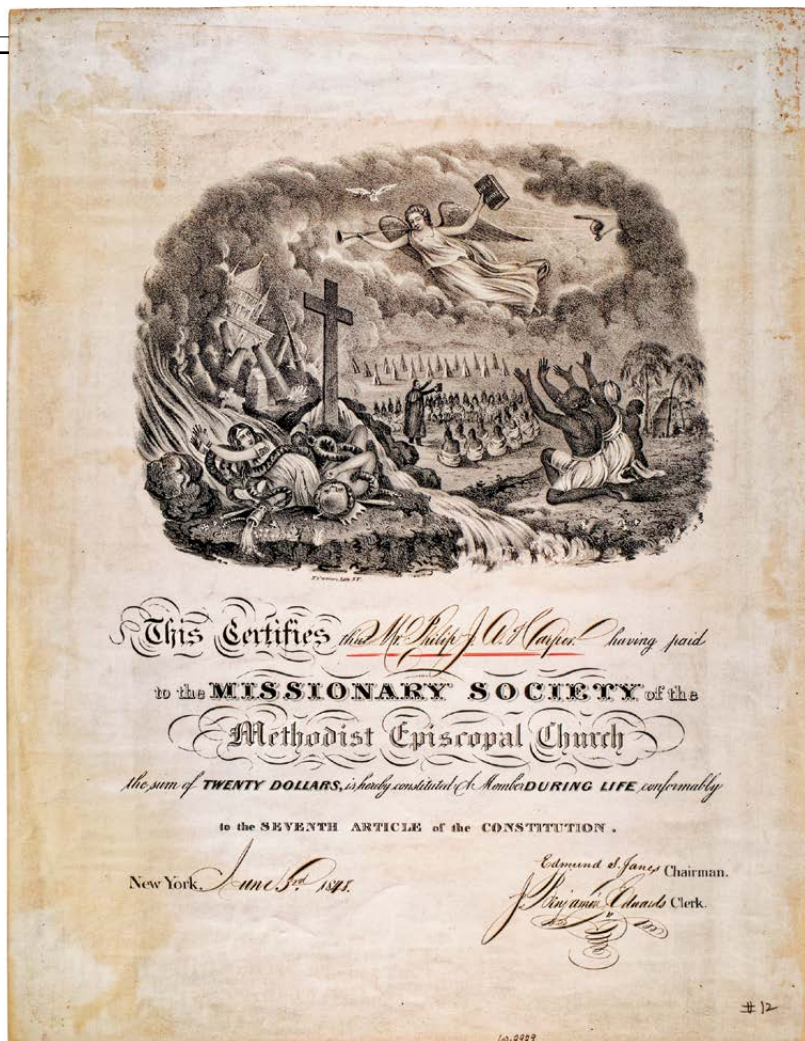 This Certifies that Mr. Philip J. A. Harper having paid
to the MISSIONARY SOCIETY of the
Methodist Episcopal Church
the sum of TWENTY DOLLARS, is hereby constituted A Member DURING LIFE, conformably
to the SEVENTH ARTICLE of the CONSTITUTION.
Edmund S. Janes Chairman.
New York, June 3rd 184
J. Benjamin Edwards Clerk.
# 12